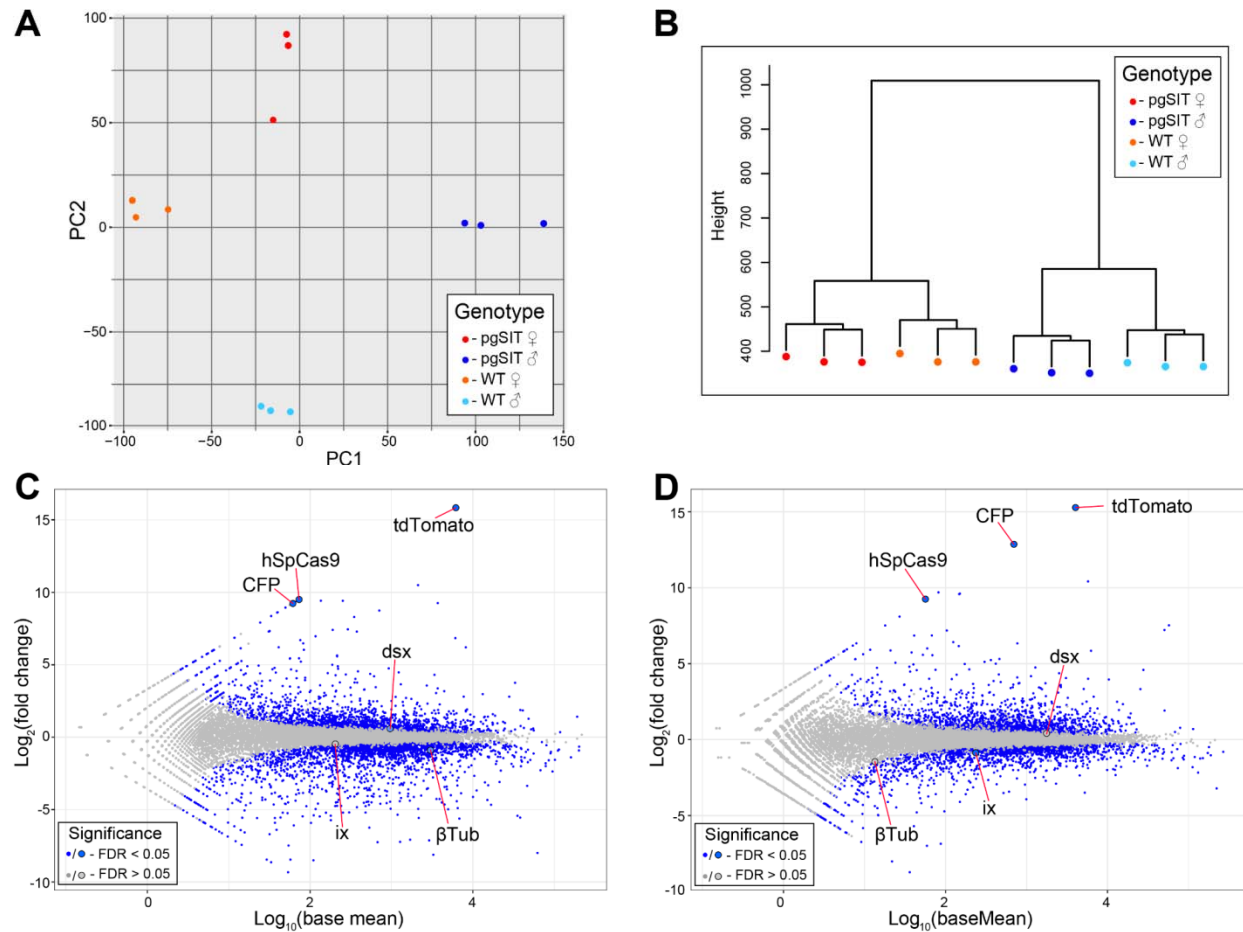 A
100
50
0
−50
−100
−100
−50
0
50
100
150
PC2
PC1
Genotype
- pgSIT ♀
- pgSIT ♂
- WT ♀
- WT ♂
B
1000
900
800
700
600
500
400
Height
Genotype
- pgSIT ♀
- pgSIT ♂
- WT ♀
- WT ♂
C
15
10
5
0
-5
-10
0
2
4
Log2(fold change)
Log10(base mean)
tdTomato
hSpCas9
CFP
dsx
ix
βTub
Significance
/ - FDR < 0.05
/ - FDR > 0.05
D
15
10
5
0
-5
-10
0
2
4
Log2(fold change)
Log10(baseMean)
CFP
tdTomato
hSpCas9
dsx
ix
βTub
Significance
/ - FDR < 0.05
/ - FDR > 0.05